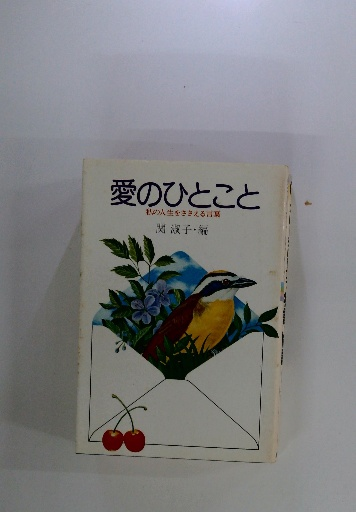 愛のひとこと
私の人生をささえる言葉
関 淑子・編